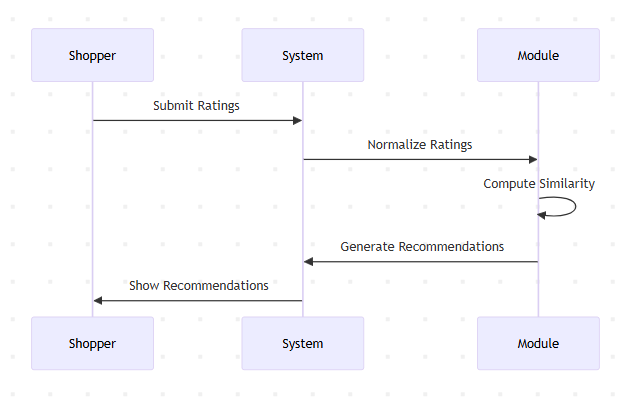 Shopper System Module
Submit Ratings
Normalize Ratings
Compute Similarity
Generate Recommendations
Show Recommendations
Shopper System Module